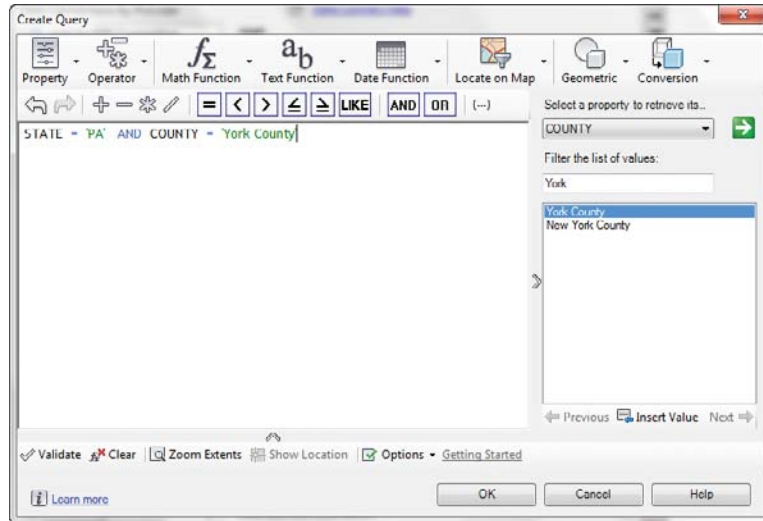 Create Query
Property Operator Math Function Text Function Date Function Locate on Map Geometric Conversion
= < > ≤ ≥ LIKE AND OR (...)
STATE = 'PA' AND COUNTY = 'York County'
Select a property to retrieve its...
COUNTY
Filter the list of values:
York
York County
New York County
Previous Insert Value Next
Validate Clear Zoom Extents Show Location Options Getting Started
Learn more
OK Cancel Help